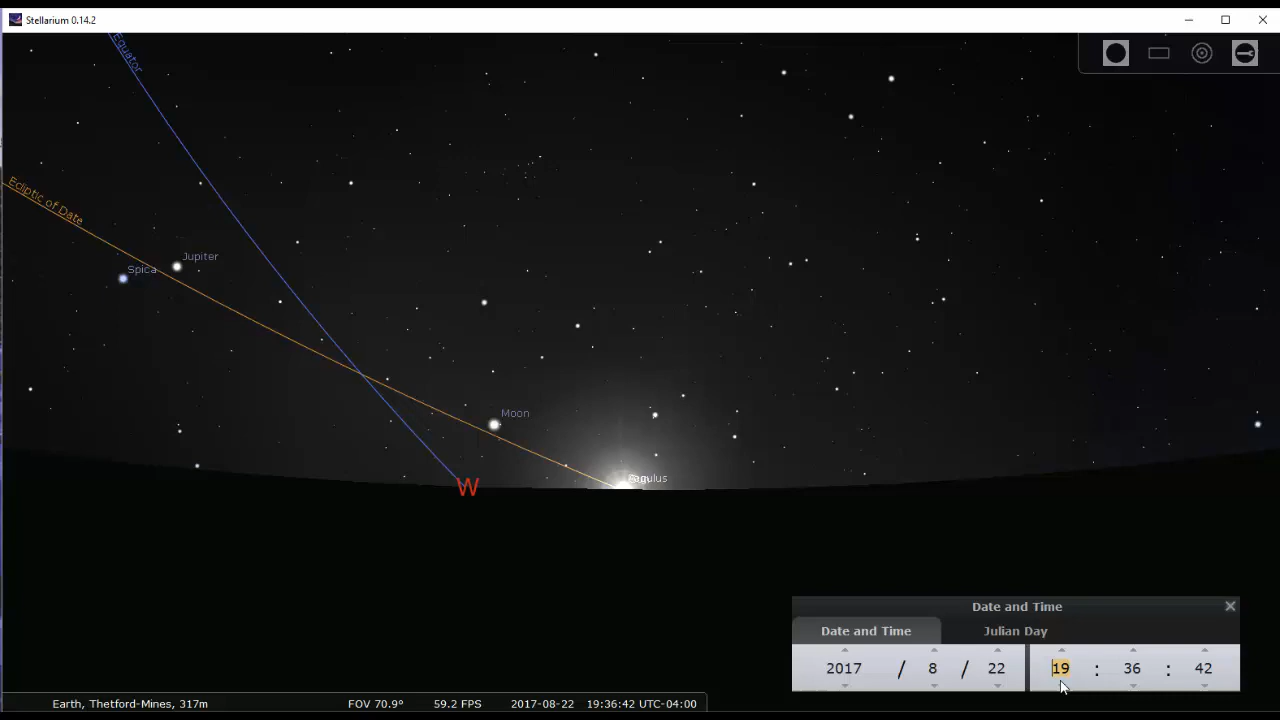 Stellarium 0.14.2
Equator
Ecliptic of Date
Jupiter
Spica
Moon
W
Date and Time
Date and Time Julian Day
2017 / 8 / 22 19 : 36 : 42
Earth, Thetford-Mines, 317m FOV 70.9° 59.2 FPS 2017-08-22 19:36:42 UTC-04:00